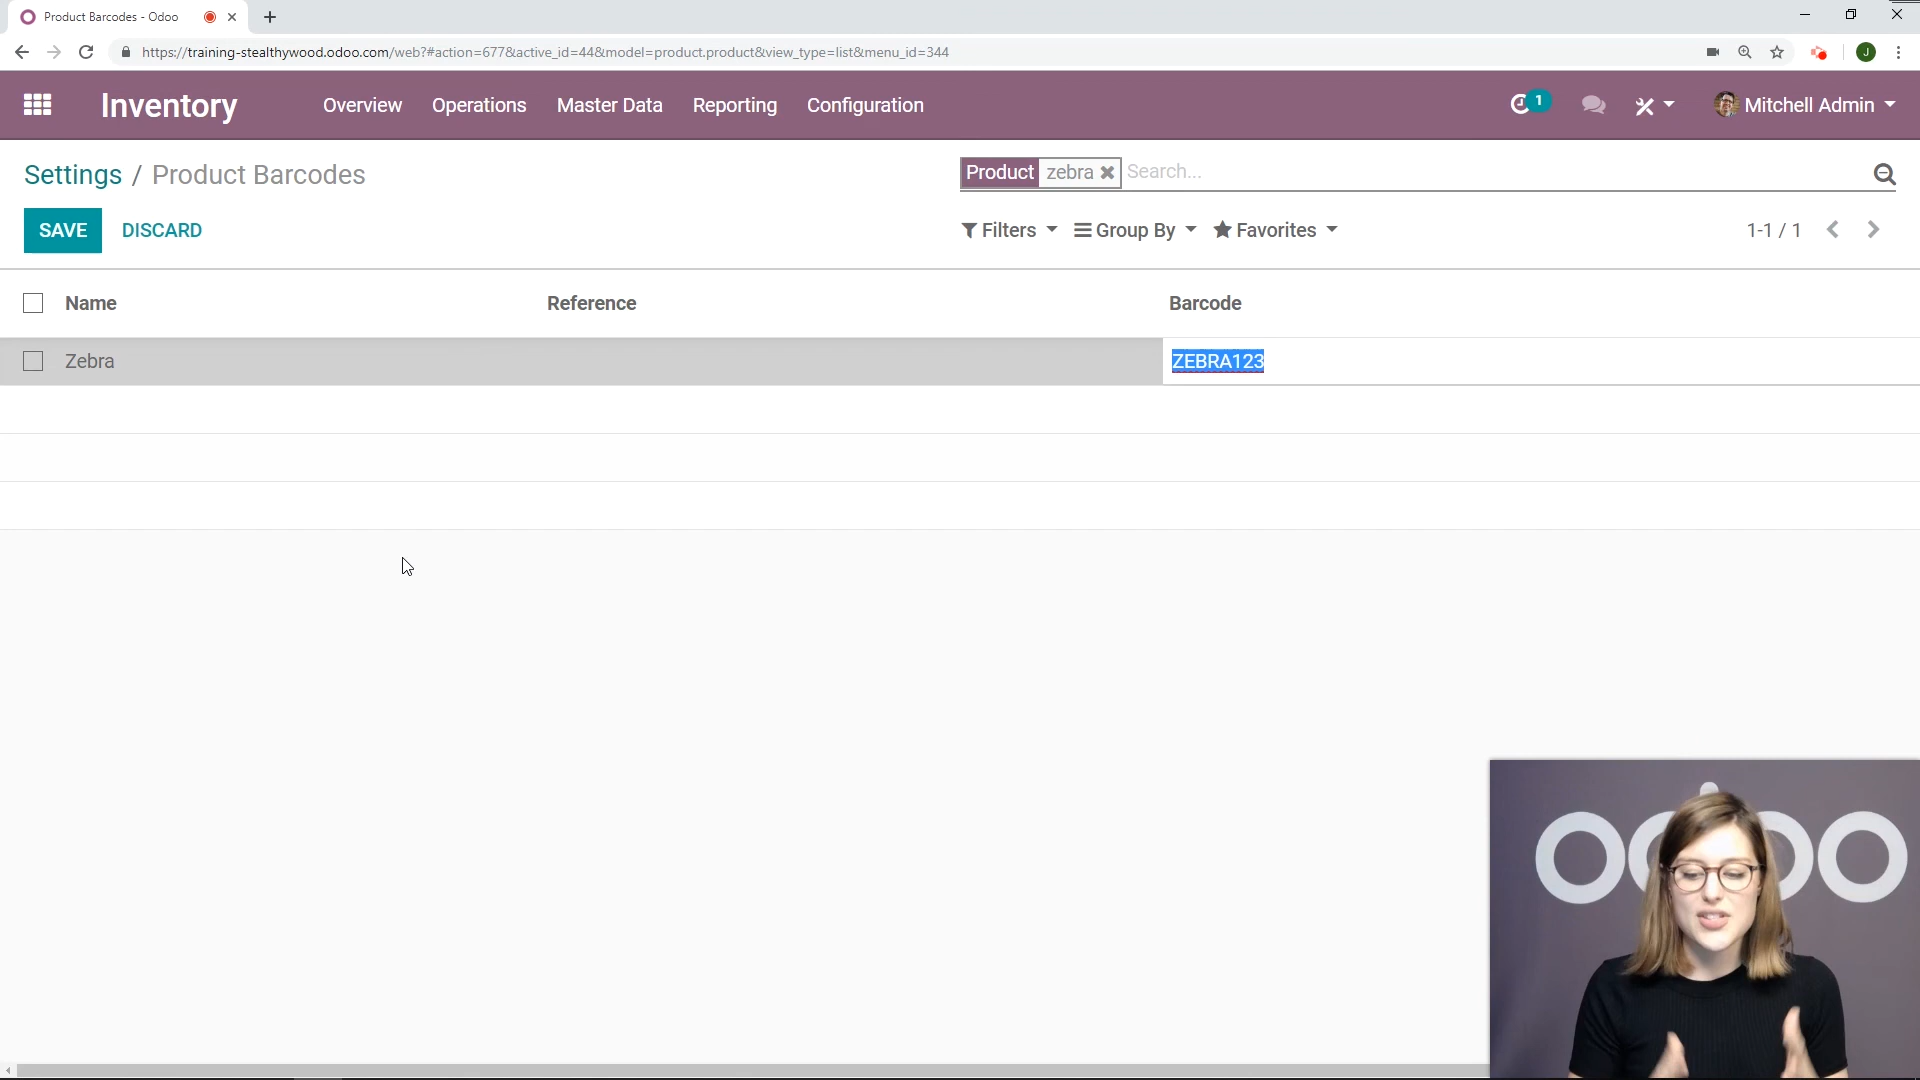 Product Barcodes - Odoo
https://training-stealthywood.odoo.com/web?#action=677&active_id=44&model=product.product&view_type=list&menu_id=344
J
Inventory
Overview
Operations
Master Data
Reporting
Configuration
1
Mitchell Admin
Settings / Product Barcodes
Product zebra
Search...
SAVE
DISCARD
Filters
Group By
Favorites
1-1 / 1
Name
Reference
Barcode
Zebra
ZEBRA123
odoo